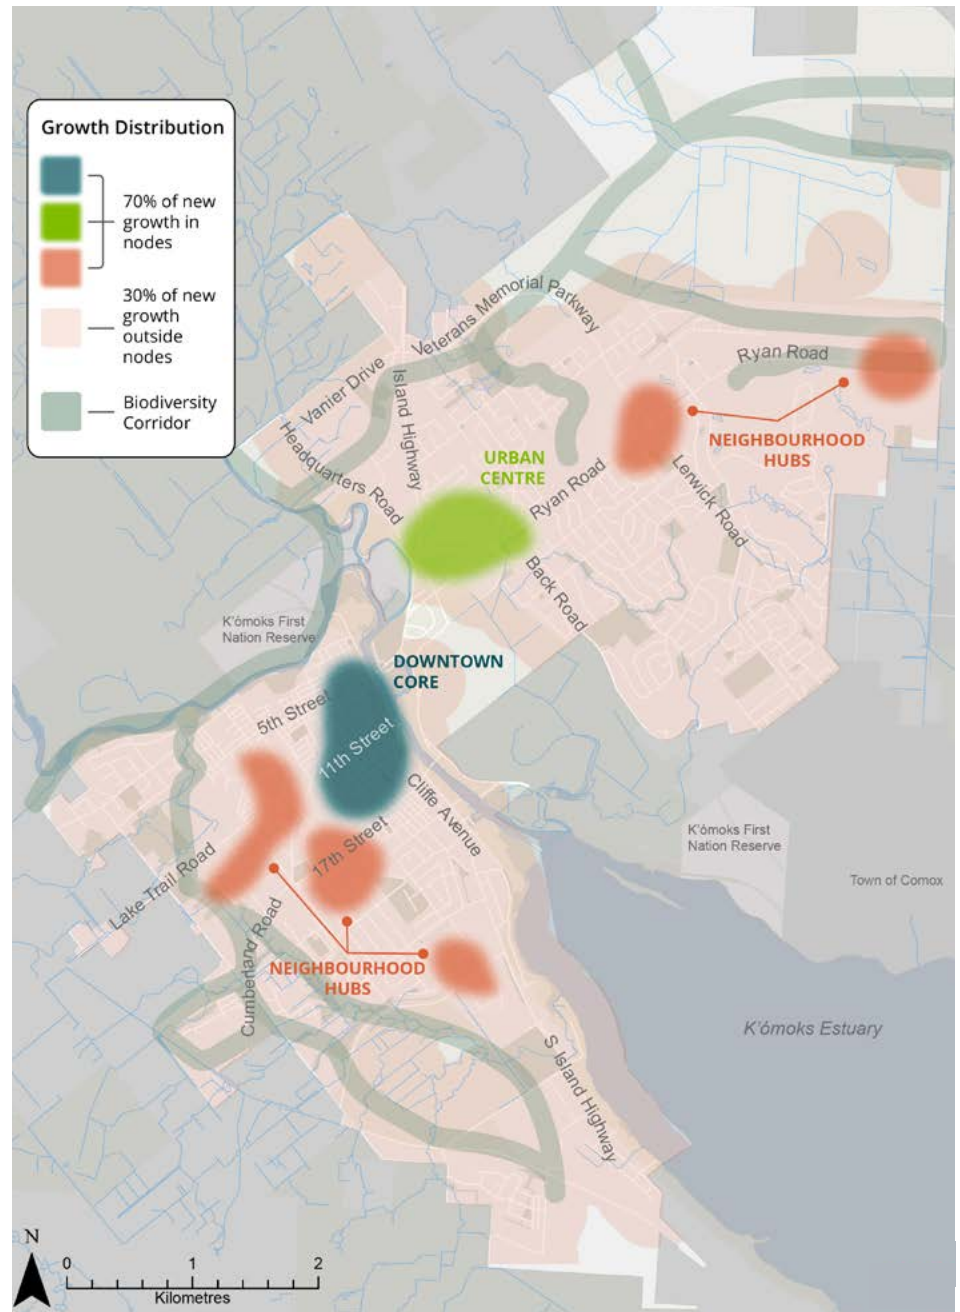 Growth Distribution
70% of new
growth in
nodes
30% of new
growth
outside
nodes
Biodiversity
Corridor
Veterans Memorial Parkway
Vanier Drive
Island Highway
Headquarters Road
Ryan Road
NEIGHBOURHOOD
HUBS
URBAN
CENTRE
Ryan Road
Lerwick Road
Back Road
K'ómoks First
Nation Reserve
DOWNTOWN
CORE
5th Street
11th Street
Cliffe Avenue
17th Street
Lake Trail Road
K'ómoks First
Nation Reserve
Town of Comox
Cumberland Road
NEIGHBOURHOOD
HUBS
K'ómoks Estuary
S Island Highway
N
0 1 2
Kilometres